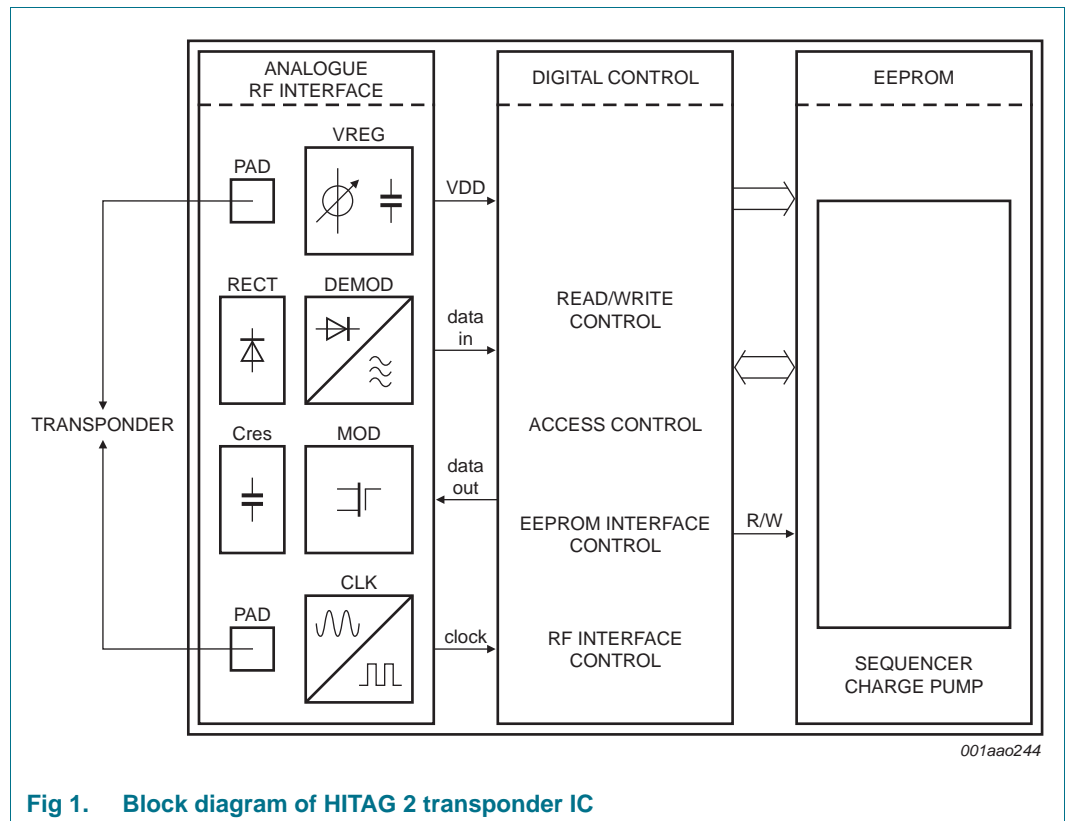 ANALOGUE
RF INTERFACE
DIGITAL CONTROL
EEPROM
VREG
PAD
VDD
RECT
DEMOD
data
in
READ/WRITE
CONTROL
TRANSPONDER
Cres
MOD
data
out
ACCESS CONTROL
EEPROM INTERFACE
CONTROL
R/W
CLK
PAD
clock
RF INTERFACE
CONTROL
SEQUENCER
CHARGE PUMP
001aao244
Fig 1. Block diagram of HITAG 2 transponder IC